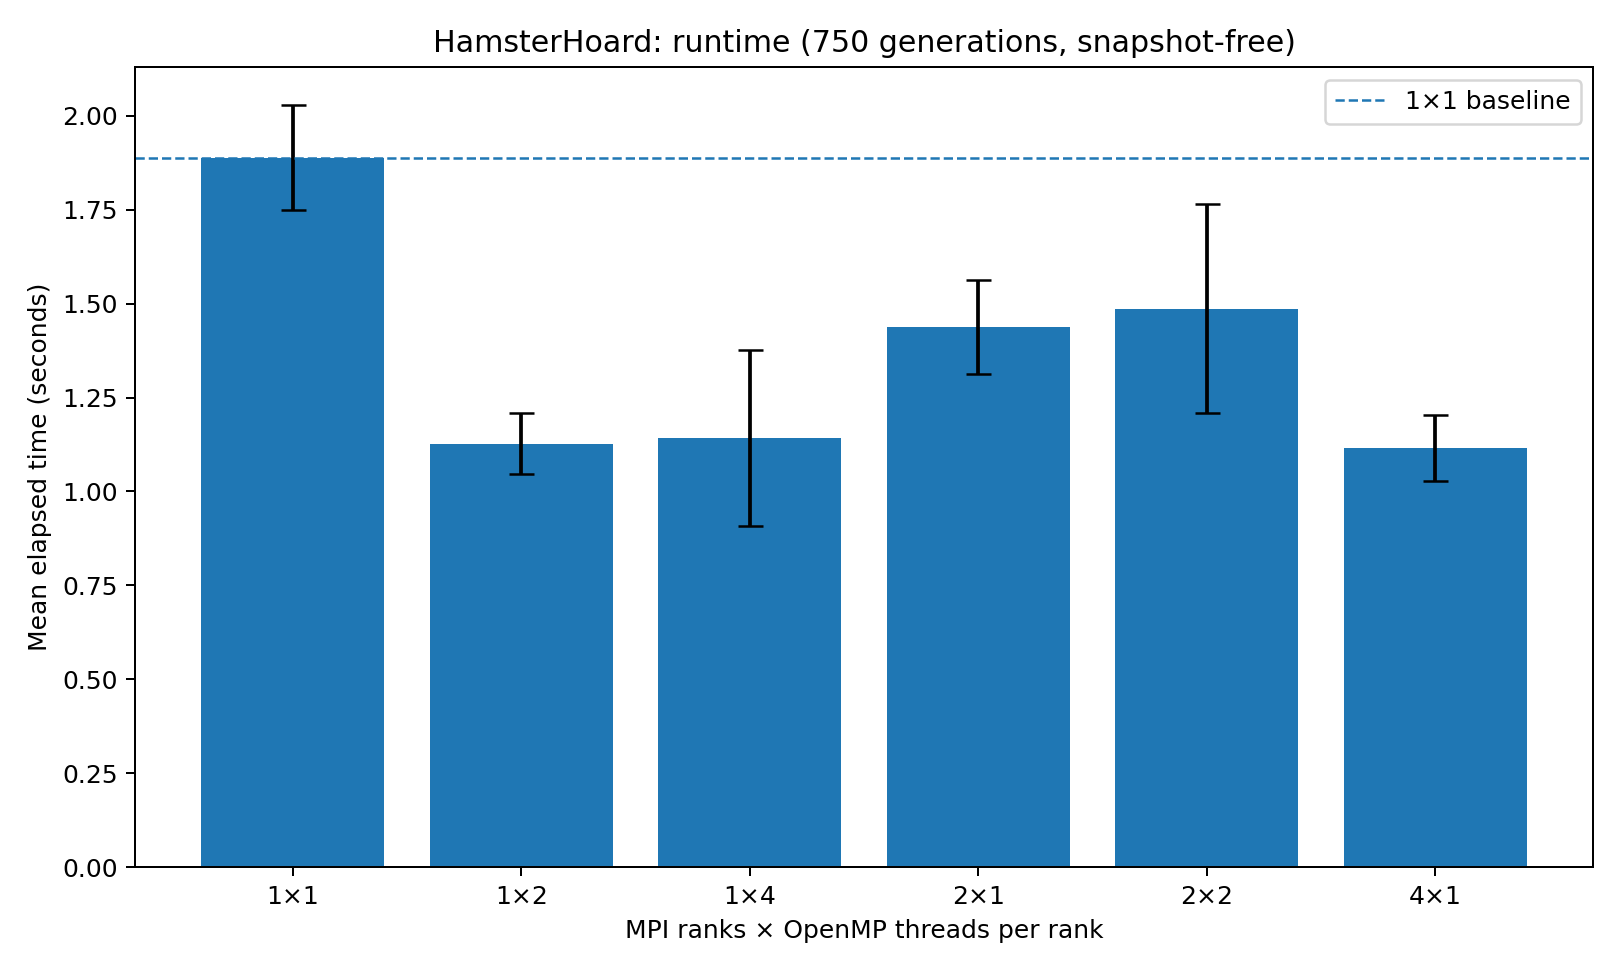 HamsterHoard: runtime (750 generations, snapshot-free)
1×1 baseline
Mean elapsed time (seconds)
2.00
1.75
1.50
1.25
1.00
0.75
0.50
0.25
0.00
1×1 1×2 1×4 2×1 2×2 4×1
MPI ranks × OpenMP threads per rank